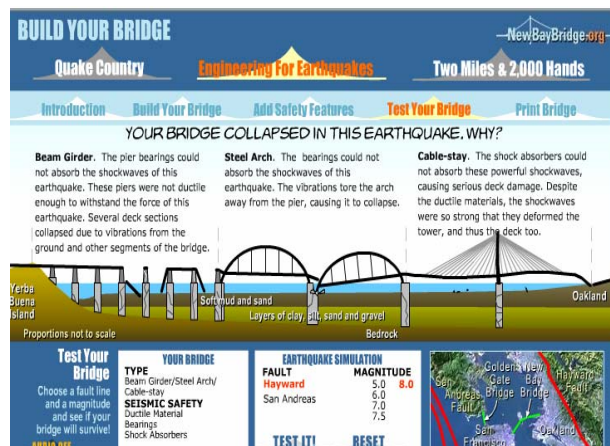 BUILD YOUR BRIDGE
NewBayBridge.org
Quake Country
Engineering For Earthquakes
Two Miles & 2,000 Hands
Introduction
Build Your Bridge
Add Safety Features
Test Your Bridge
Print Bridge
YOUR BRIDGE COLLAPSED IN THIS EARTHQUAKE. WHY?
Beam Girder. The pier bearings could
not absorb the shockwaves of this
earthquake. These piers were not ductile
enough to withstand the force of this
earthquake. Several deck sections
collapsed due to vibrations from the
ground and other segments of the bridge.
Steel Arch. The bearings could not
absorb the shockwaves of this
earthquake. The vibrations tore the arch
away from the pier, causing it to collapse.
Cable-stay. The shock absorbers could
not absorb these powerful shockwaves,
causing serious deck damage. Despite
the ductile materials, the shockwaves
were so strong that they deformed the
tower, and thus the deck too.
Yerba
Buena
Island
Soft mud and sand
Layers of clay, silt, sand and gravel
Oakland
Proportions not to scale
Bedrock
Test Your
Bridge
Choose a fault line
and a magnitude
and see if your
bridge will survive!
AUDIO OFF
YOUR BRIDGE
TYPE
Beam Girder/Steel Arch/
Cable-stay
SEISMIC SAFETY
Ductile Material
Bearings
Shock Absorbers
EARTHQUAKE SIMULATION
FAULT MAGNITUDE
Hayward 5.0 8.0
San Andreas 6.0
7.0
7.5
TEST IT! RESET
San
Andreas
Fault
Golden
Gate
Bridge
New
Bay
Bridge
Hayward
Fault
San
Francisco
Oakland